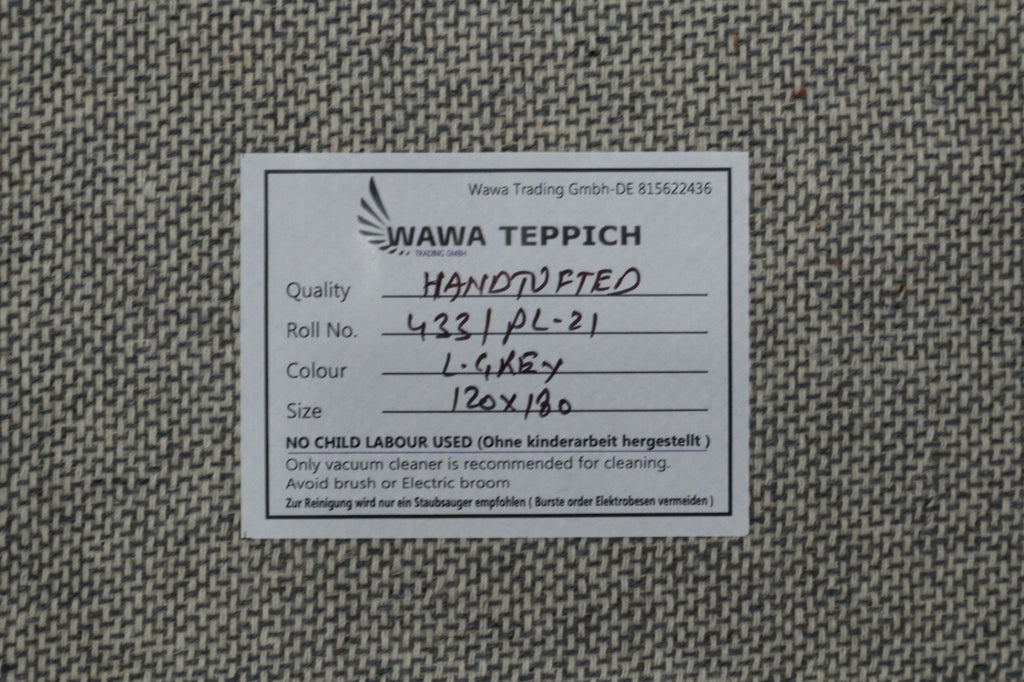 Wawa Trading Gmbh-DE 815622436
WAWA TEPPICH
TRADING GMBH
Quality HANDTUFTED
Roll No. 433/PL-21
Colour L.GREY
Size 120x180
NO CHILD LABOUR USED (Ohne kinderarbeit hergestellt )
Only vacuum cleaner is recommended for cleaning.
Avoid brush or Electric broom
Zur Reinigung wird nur ein Staubsauger empfohlen ( Burste order Elektrobesen vermeiden )